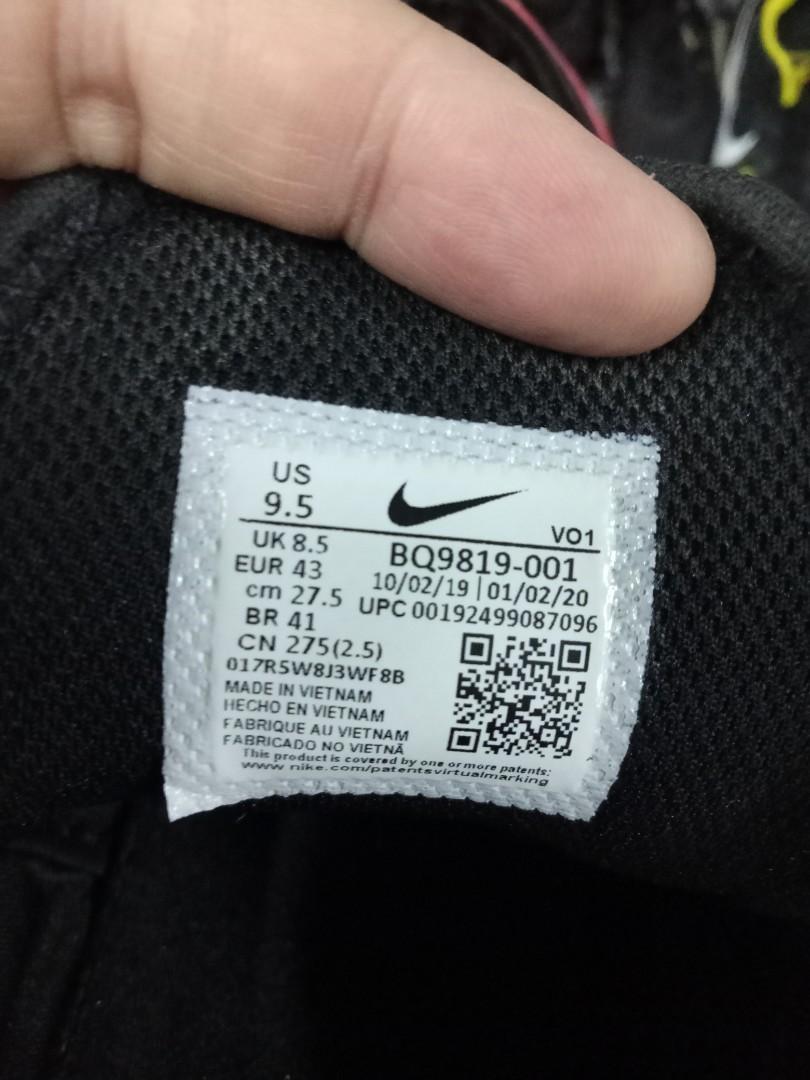 US
9.5
VO1
UK 8.5
BQ9819-001
EUR 43
10/02/19 | 01/02/20
cm 27.5
UPC 00192499087096
BR 41
CN 275(2.5)
017R5W8J3WF8B
MADE IN VIETNAM
HECHO EN VIETNAM
FABRIQUE AU VIETNAM
FABRICADO NO VIETNÃ
This product is covered by one or more patents:
www.nike.com/patentsvirtualmarking